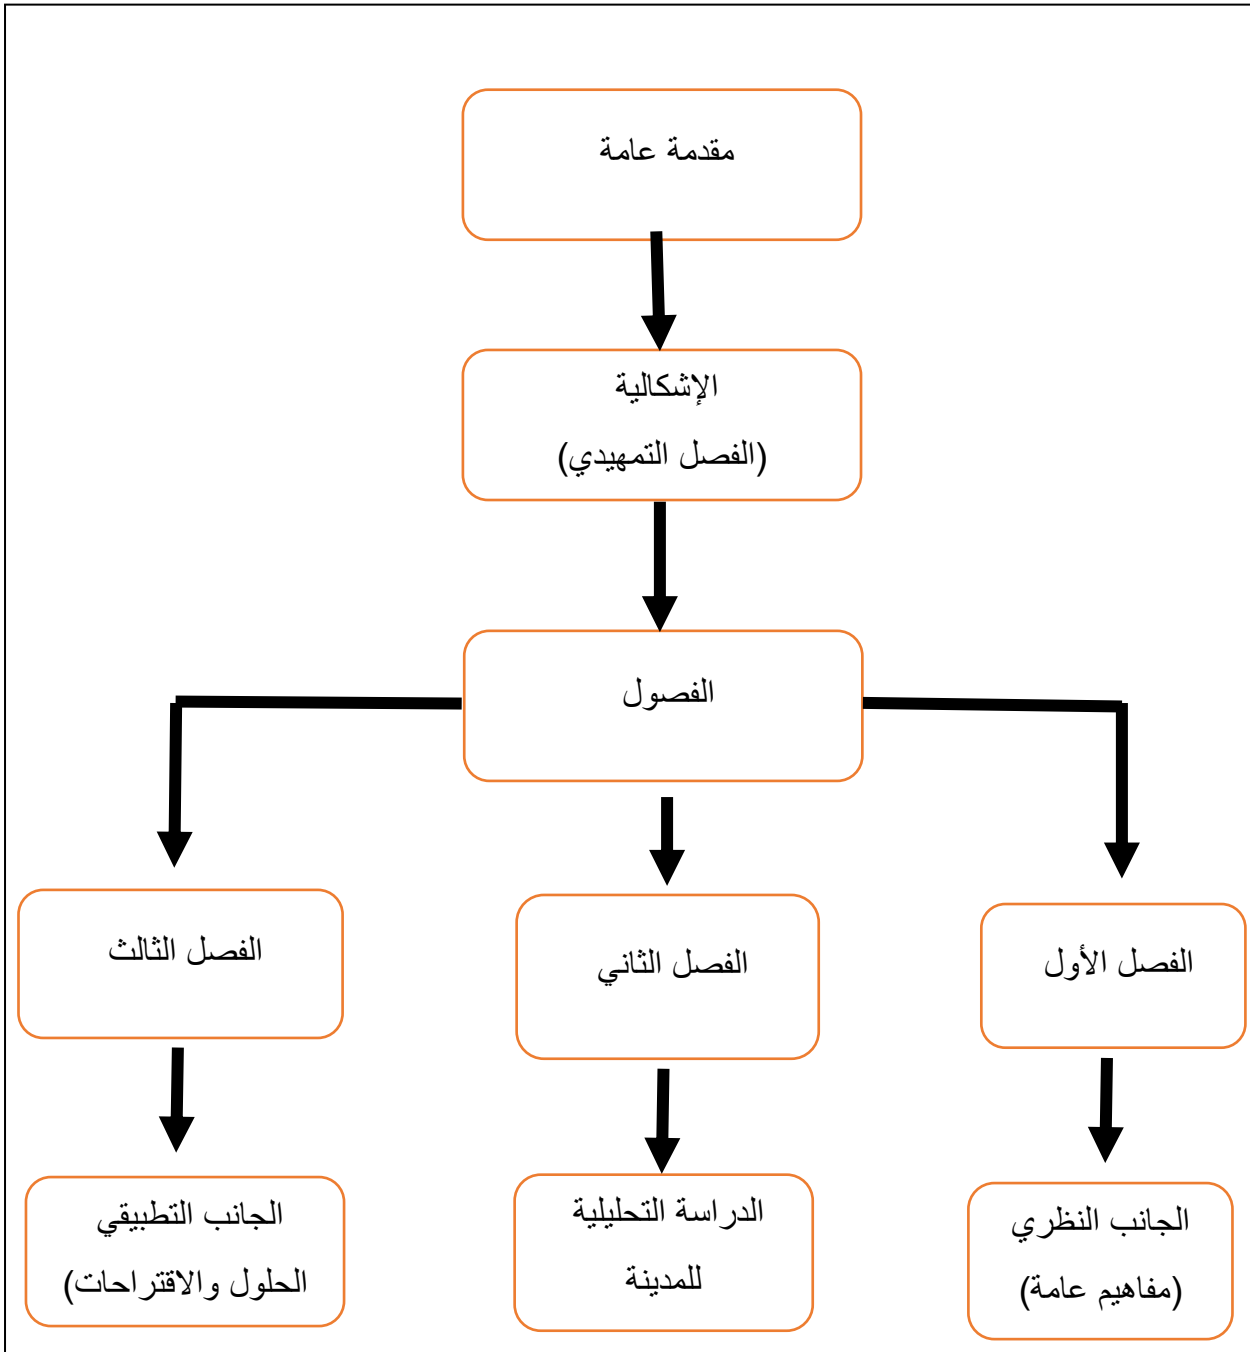 مقدمة عامة
الإشكالية
(الفصل التمهيدي)
الفصول
الفصل الأول
الفصل الثاني
الفصل الثالث
الجانب النظري
(مفاهيم عامة)
الدراسة التحليلية
للمدينة
الجانب التطبيقي
الحلول والاقتراحات)